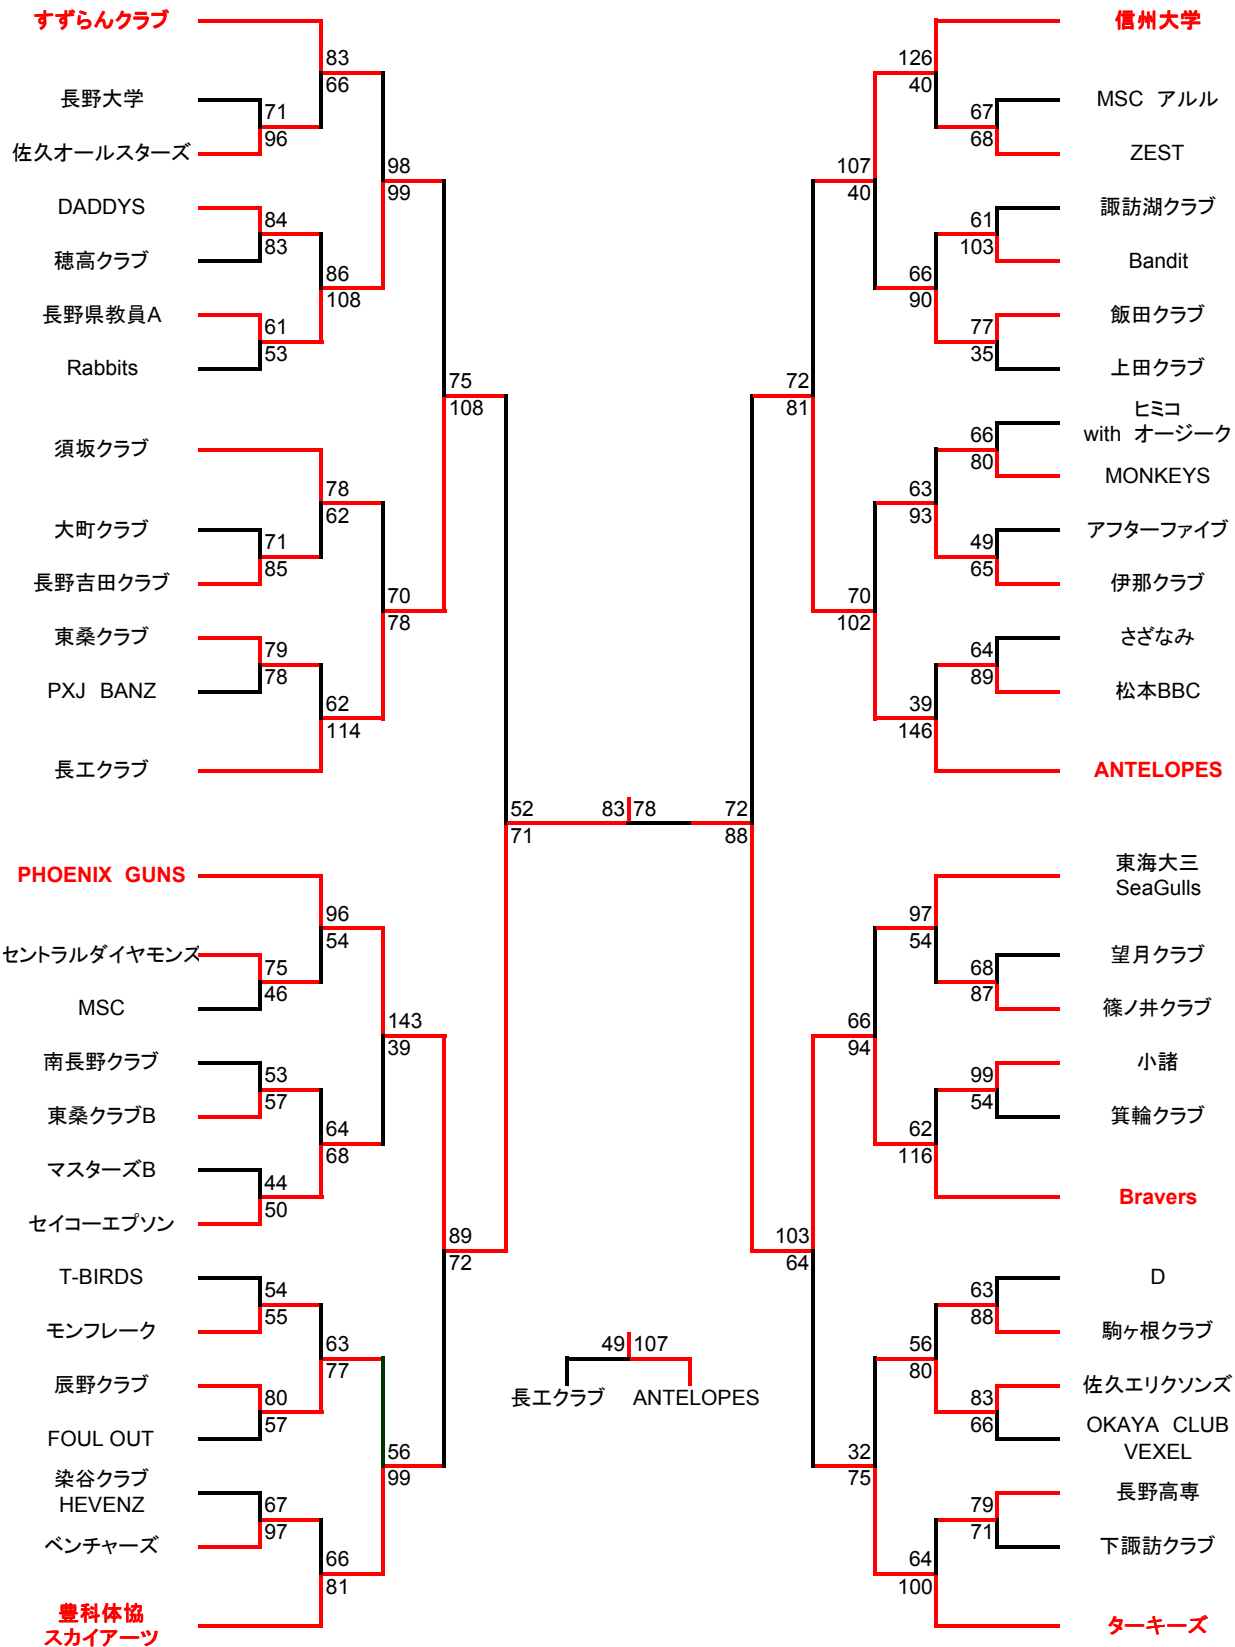 すずらんクラブ
83
66
長野大学
71
96
佐久オールスターズ
98
99
DADDYS
84
83
穂高クラブ
86
108
長野県教員A
61
53
Rabbits
75
108
須坂クラブ
78
62
大町クラブ
71
85
長野吉田クラブ
70
78
東桑クラブ
79
78
PXJ BANZ
62
114
長工クラブ
52
71
PHOENIX GUNS
96
54
セントラルダイヤモンズ
75
46
MSC
143
39
南長野クラブ
53
57
東桑クラブB
64
68
マスターズB
44
50
セイコーエプソン
89
72
T-BIRDS
54
55
モンフレーク
63
77
辰野クラブ
80
57
FOUL OUT
56
99
染谷クラブ
HEVENZ
67
97
ベンチャーズ
66
81
豊科体協
スカイアーツ
83 78
49 107
長工クラブ ANTELOPES
信州大学
126
40
MSC アルル
67
68
ZEST
107
40
諏訪湖クラブ
61
103
Bandit
66
90
飯田クラブ
77
35
上田クラブ
72
81
ヒミコ
with オージーク
66
80
MONKEYS
63
93
アフターファイブ
49
65
伊那クラブ
70
102
さざなみ
64
89
松本BBC
39
146
ANTELOPES
72
88
東海大三
SeaGulls
97
54
望月クラブ
68
87
篠ノ井クラブ
66
94
小諸
99
54
箕輪クラブ
62
116
Bravers
103
64
D
63
88
駒ヶ根クラブ
56
80
佐久エリクソンズ
83
66
OKAYA CLUB
VEXEL
32
75
長野高専
79
71
下諏訪クラブ
64
100
ターキーズ